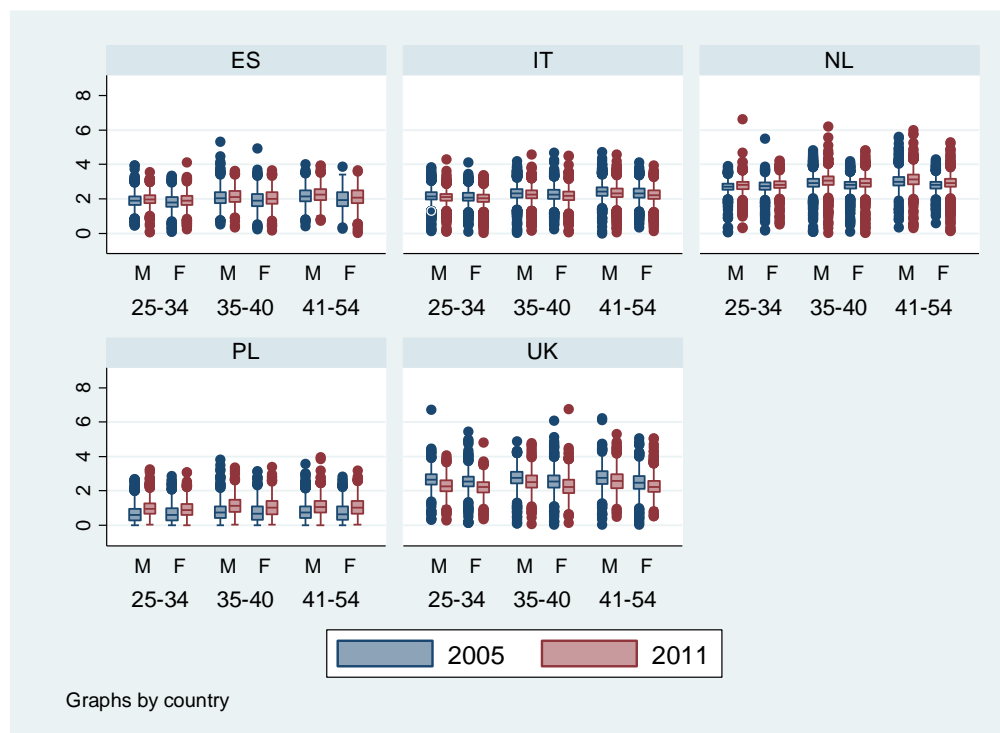 ES IT NL
8
6
4
2
0
M F M F M F M F M F M F M F M F M F
25-34 35-40 41-54 25-34 35-40 41-54 25-34 35-40 41-54
PL UK
8
6
4
2
0
M F M F M F M F M F M F
25-34 35-40 41-54 25-34 35-40 41-54
2005 2011
Graphs by country